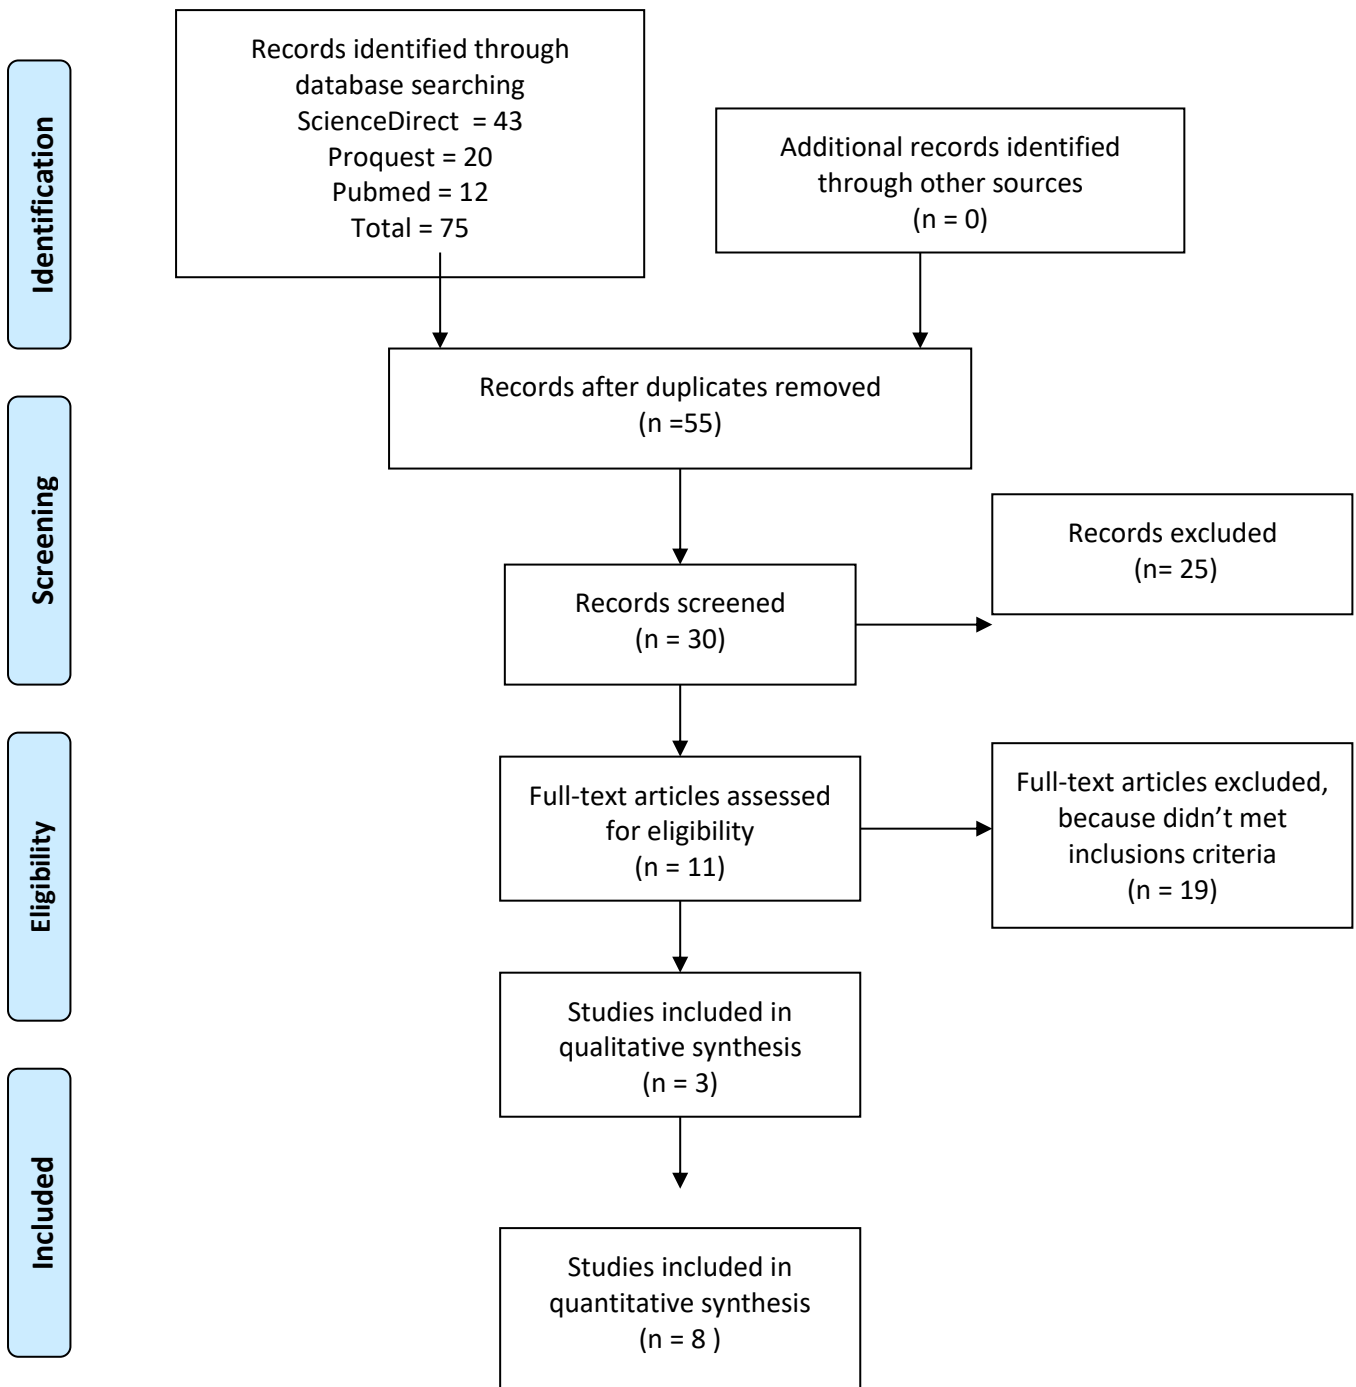 Identification
Records identified through
database searching
ScienceDirect = 43
Proquest = 20
Pubmed = 12
Total = 75
Additional records identified
through other sources
(n = 0)
Records after duplicates removed
(n =55)
Screening
Records screened
(n = 30)
Records excluded
(n= 25)
Eligibility
Full-text articles assessed
for eligibility
(n = 11)
Full-text articles excluded,
because didn’t met
inclusions criteria
(n = 19)
Studies included in
qualitative synthesis
(n = 3)
Included
Studies included in
quantitative synthesis
(n = 8 )